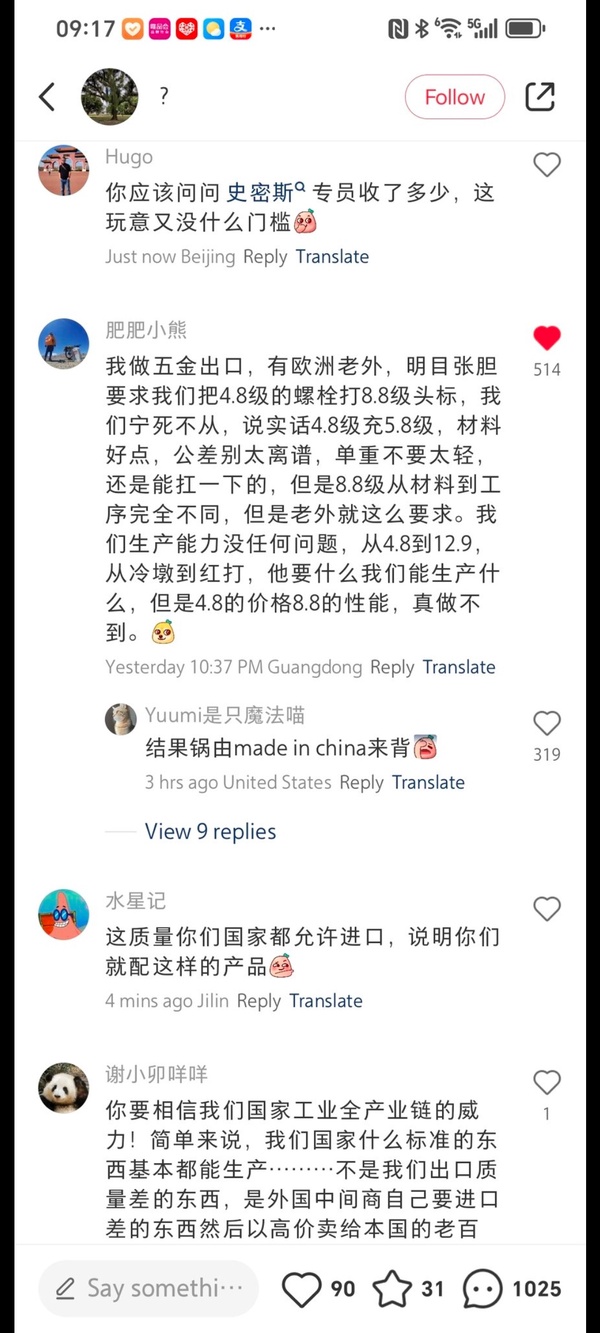 09:17
?
Follow
Hugo
你应该问问 史密斯 专员收了多少，这
玩意又没什么门槛
Just now Beijing Reply Translate
肥肥小熊
我做五金出口，有欧洲老外，明目张胆
要求我们把4.8级的螺栓打8.8级头标，我
们宁死不从，说实话4.8级充5.8级，材料
好点，公差别太离谱，单重不要太轻，
还是能扛一下的，但是8.8级从材料到工
序完全不同，但是老外就这么要求。我
们生产能力没任何问题，从4.8到12.9，
从冷墩到红打，他要什么我们能生产什
么，但是4.8的价格8.8的性能，真做不
到。
514
Yesterday 10:37 PM Guangdong Reply Translate
Yuumi是只魔法喵
结果锅由made in china来背
319
3 hrs ago United States Reply Translate
View 9 replies
水星记
这质量你们国家都允许进口，说明你们
就配这样的产品
4 mins ago Jilin Reply Translate
谢小卯咩咩
你要相信我们国家工业全产业链的威
力！简单来说，我们国家什么标准的东
西基本都能生产………不是我们出口质
量差的东西，是外国中间商自己要进口
差的东西然后以高价卖给本国的老百
1
Say somethi… 90 31 1025